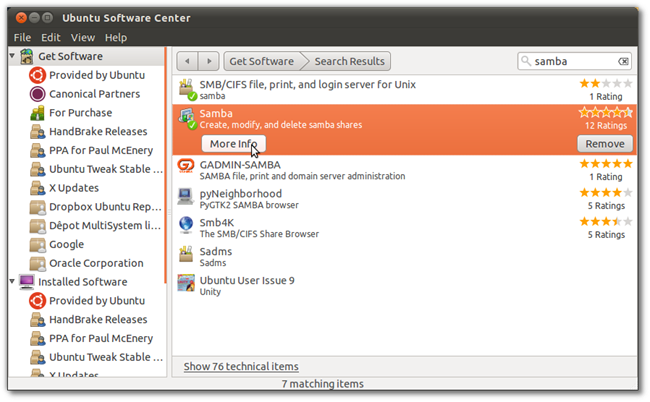 Ubuntu Software Center
File Edit View Help
Get Software
Provided by Ubuntu
Canonical Partners
For Purchase
HandBrake Releases
PPA for Paul McEnery
Ubuntu Tweak Stable ...
X Updates
Dropbox Ubuntu Rep...
Dêpot MultiSystem li...
Google
Oracle Corporation
Installed Software
Provided by Ubuntu
HandBrake Releases
PPA for Paul McEnery
Ubuntu Tweak Stable ...
X Updates
Get Software Search Results
samba
SMB/CIFS file, print, and login server for Unix
samba
1 Rating
Samba
Create, modify, and delete samba shares
12 Ratings
More Info
Remove
GADMIN-SAMBA
SAMBA file, print and domain server administration
1 Rating
pyNeighborhood
PyGTK2 SAMBA browser
5 Ratings
Smb4K
The SMB/CIFS Share Browser
5 Ratings
Sadms
Sadms
Ubuntu User Issue 9
Unity
Show 76 technical items
7 matching items